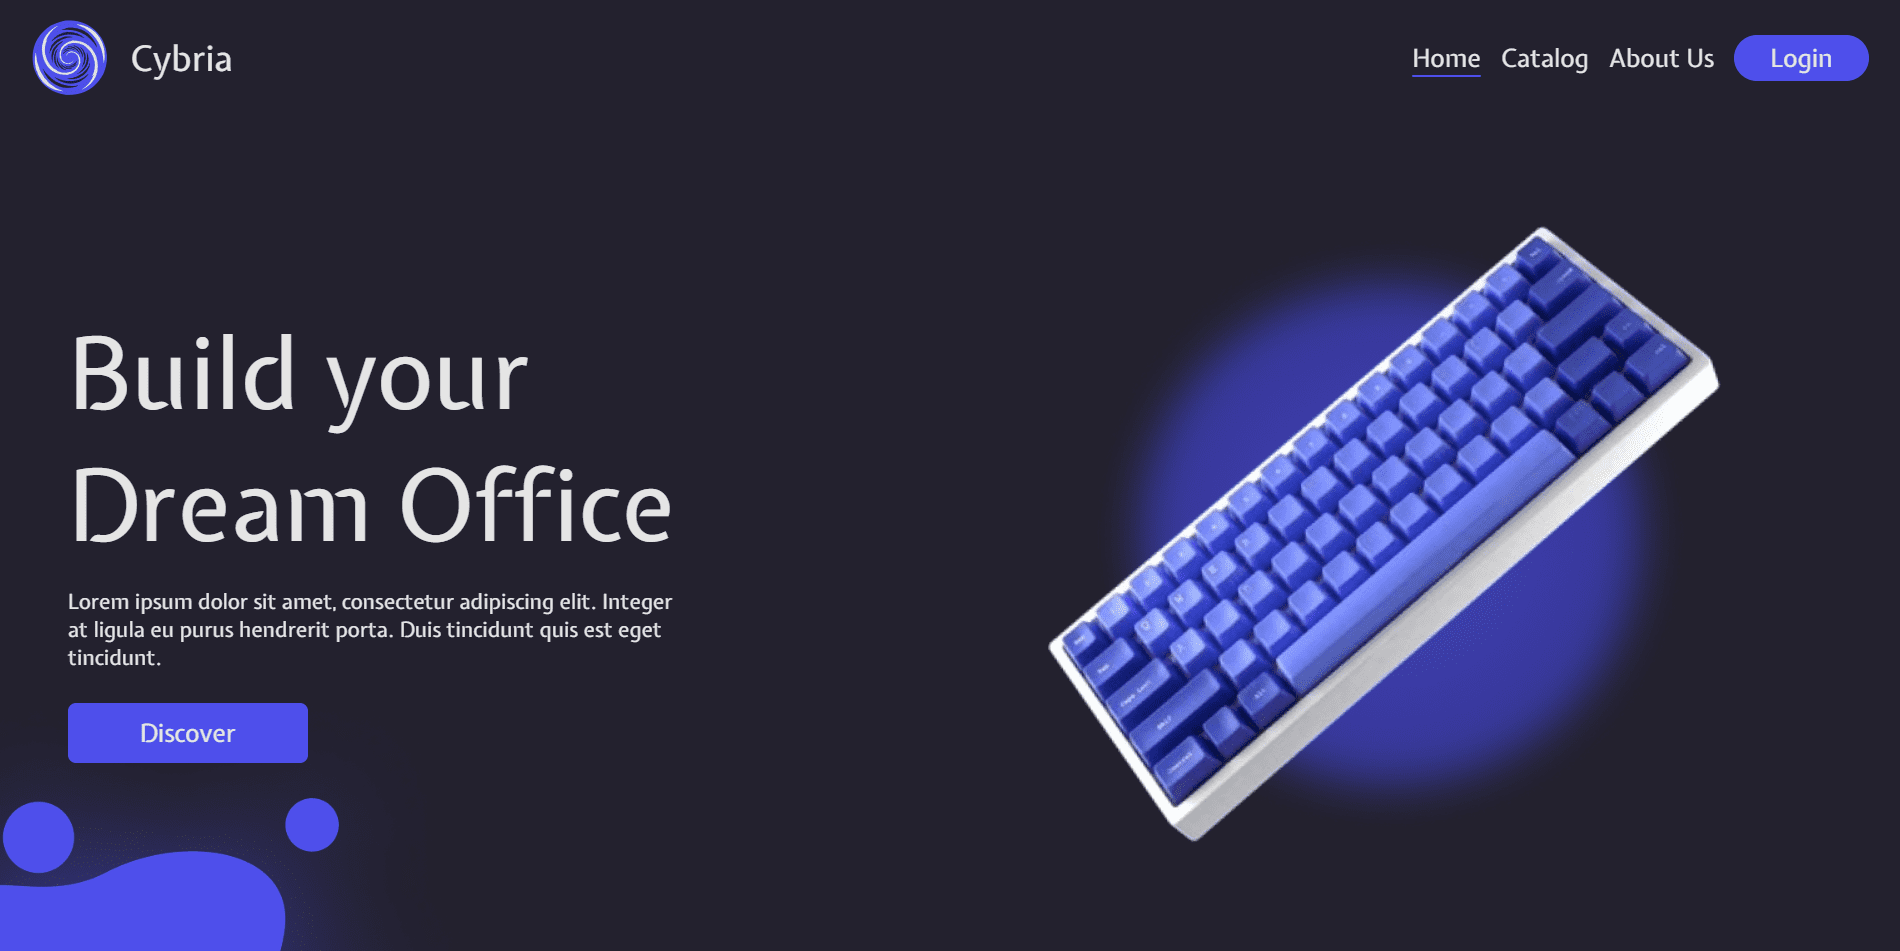 Cybria
Home Catalog About Us Login
Build your
Dream Office
Lorem ipsum dolor sit amet, consectetur adipiscing elit. Integer
at ligula eu purus hendrerit porta. Duis tincidunt quis est eget
tincidunt.
Discover